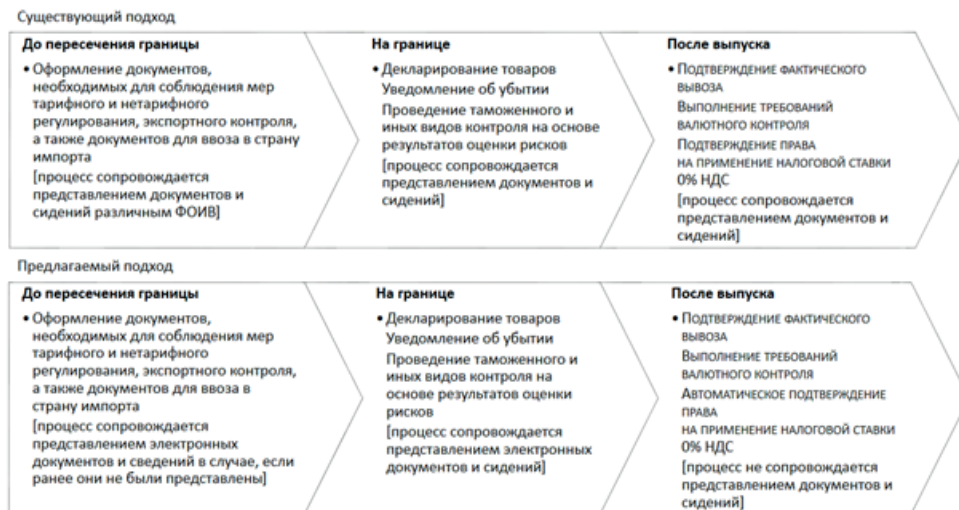 Существующий подход
До пересечения границы
• Оформление документов,
необходимых для соблюдения мер
тарифного и нетарифного
регулирования, экспортного контроля,
а также документов для ввоза в страну
импорта
[процесс сопровождается
представлением документов и
сидений различным ФОИВ]
На границе
• Декларирование товаров
Уведомление об убытии
Проведение таможенного и
иных видов контроля на основе
результатов оценки рисков
[процесс сопровождается
представлением документов и
сидений]
После выпуска
• Подтверждение фактического
вывоза
Выполнение требований
валютного контроля
Подтверждение права
на применение налоговой ставки
0% НДС
[процесс сопровождается
представлением документов и
сидений]
Предлагаемый подход
До пересечения границы
• Оформление документов,
необходимых для соблюдения мер
тарифного и нетарифного
регулирования, экспортного контроля,
а также документов для ввоза в
страну импорта
[процесс сопровождается
представлением электронных
документов и сведений в случае, если
ранее они не были представлены]
На границе
• Декларирование товаров
Уведомление об убытии
Проведение таможенного и
иных видов контроля на
основе результатов оценки
рисков
[процесс сопровождается
представлением электронных
документов и сидений]
После выпуска
• Подтверждение фактического
вывоза
Выполнение требований
валютного контроля
Автоматическое подтверждение
права
на применение налоговой ставки
0% НДС
[процесс не сопровождается
представлением документов и
сидений]